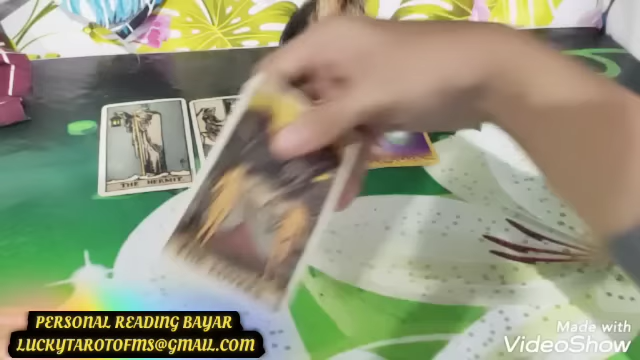 THE HERMIT.
PERSONAL READING BAYAR
LUCKYTAROTOFMS@GMAIL.COM
Made with
VideoShow